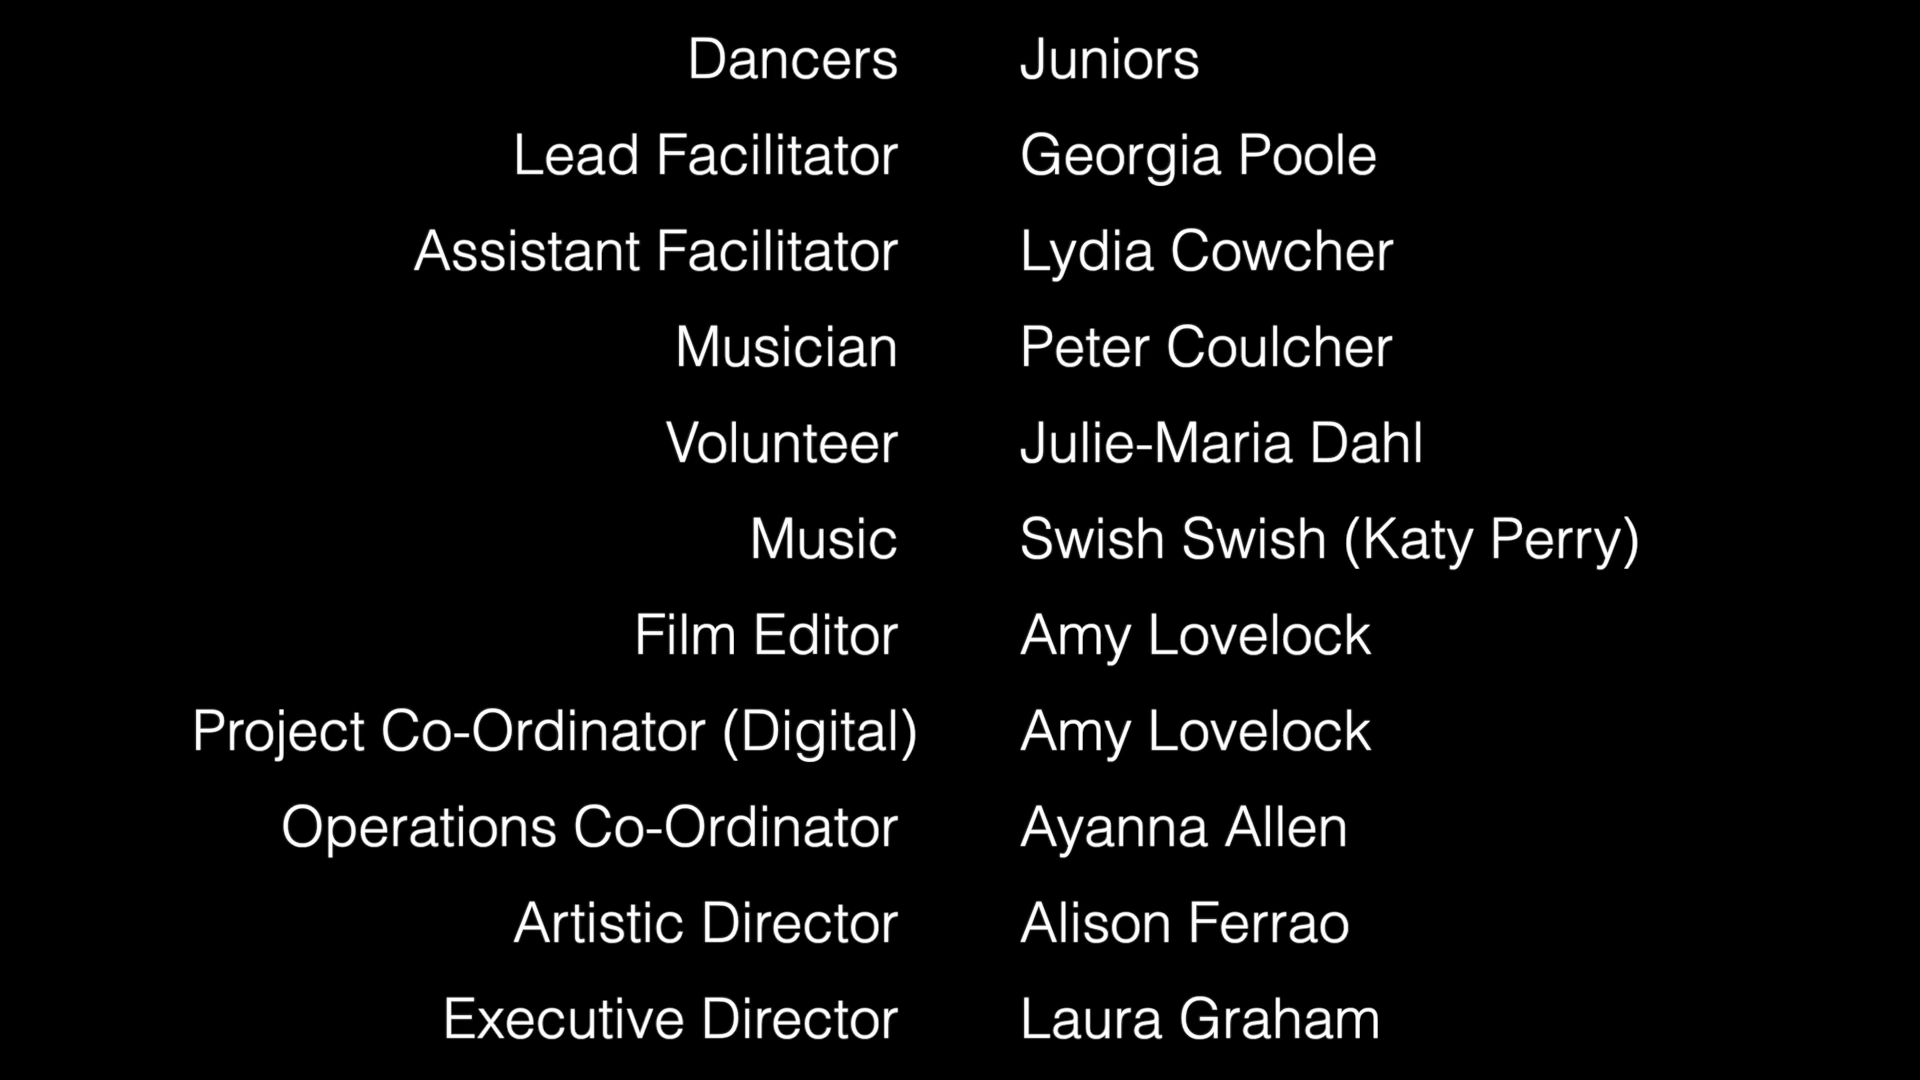 Dancers Juniors
Lead Facilitator Georgia Poole
Assistant Facilitator Lydia Cowcher
Musician Peter Coulcher
Volunteer Julie-Maria Dahl
Music Swish Swish (Katy Perry)
Film Editor Amy Lovelock
Project Co-Ordinator (Digital) Amy Lovelock
Operations Co-Ordinator Ayanna Allen
Artistic Director Alison Ferrao
Executive Director Laura Graham